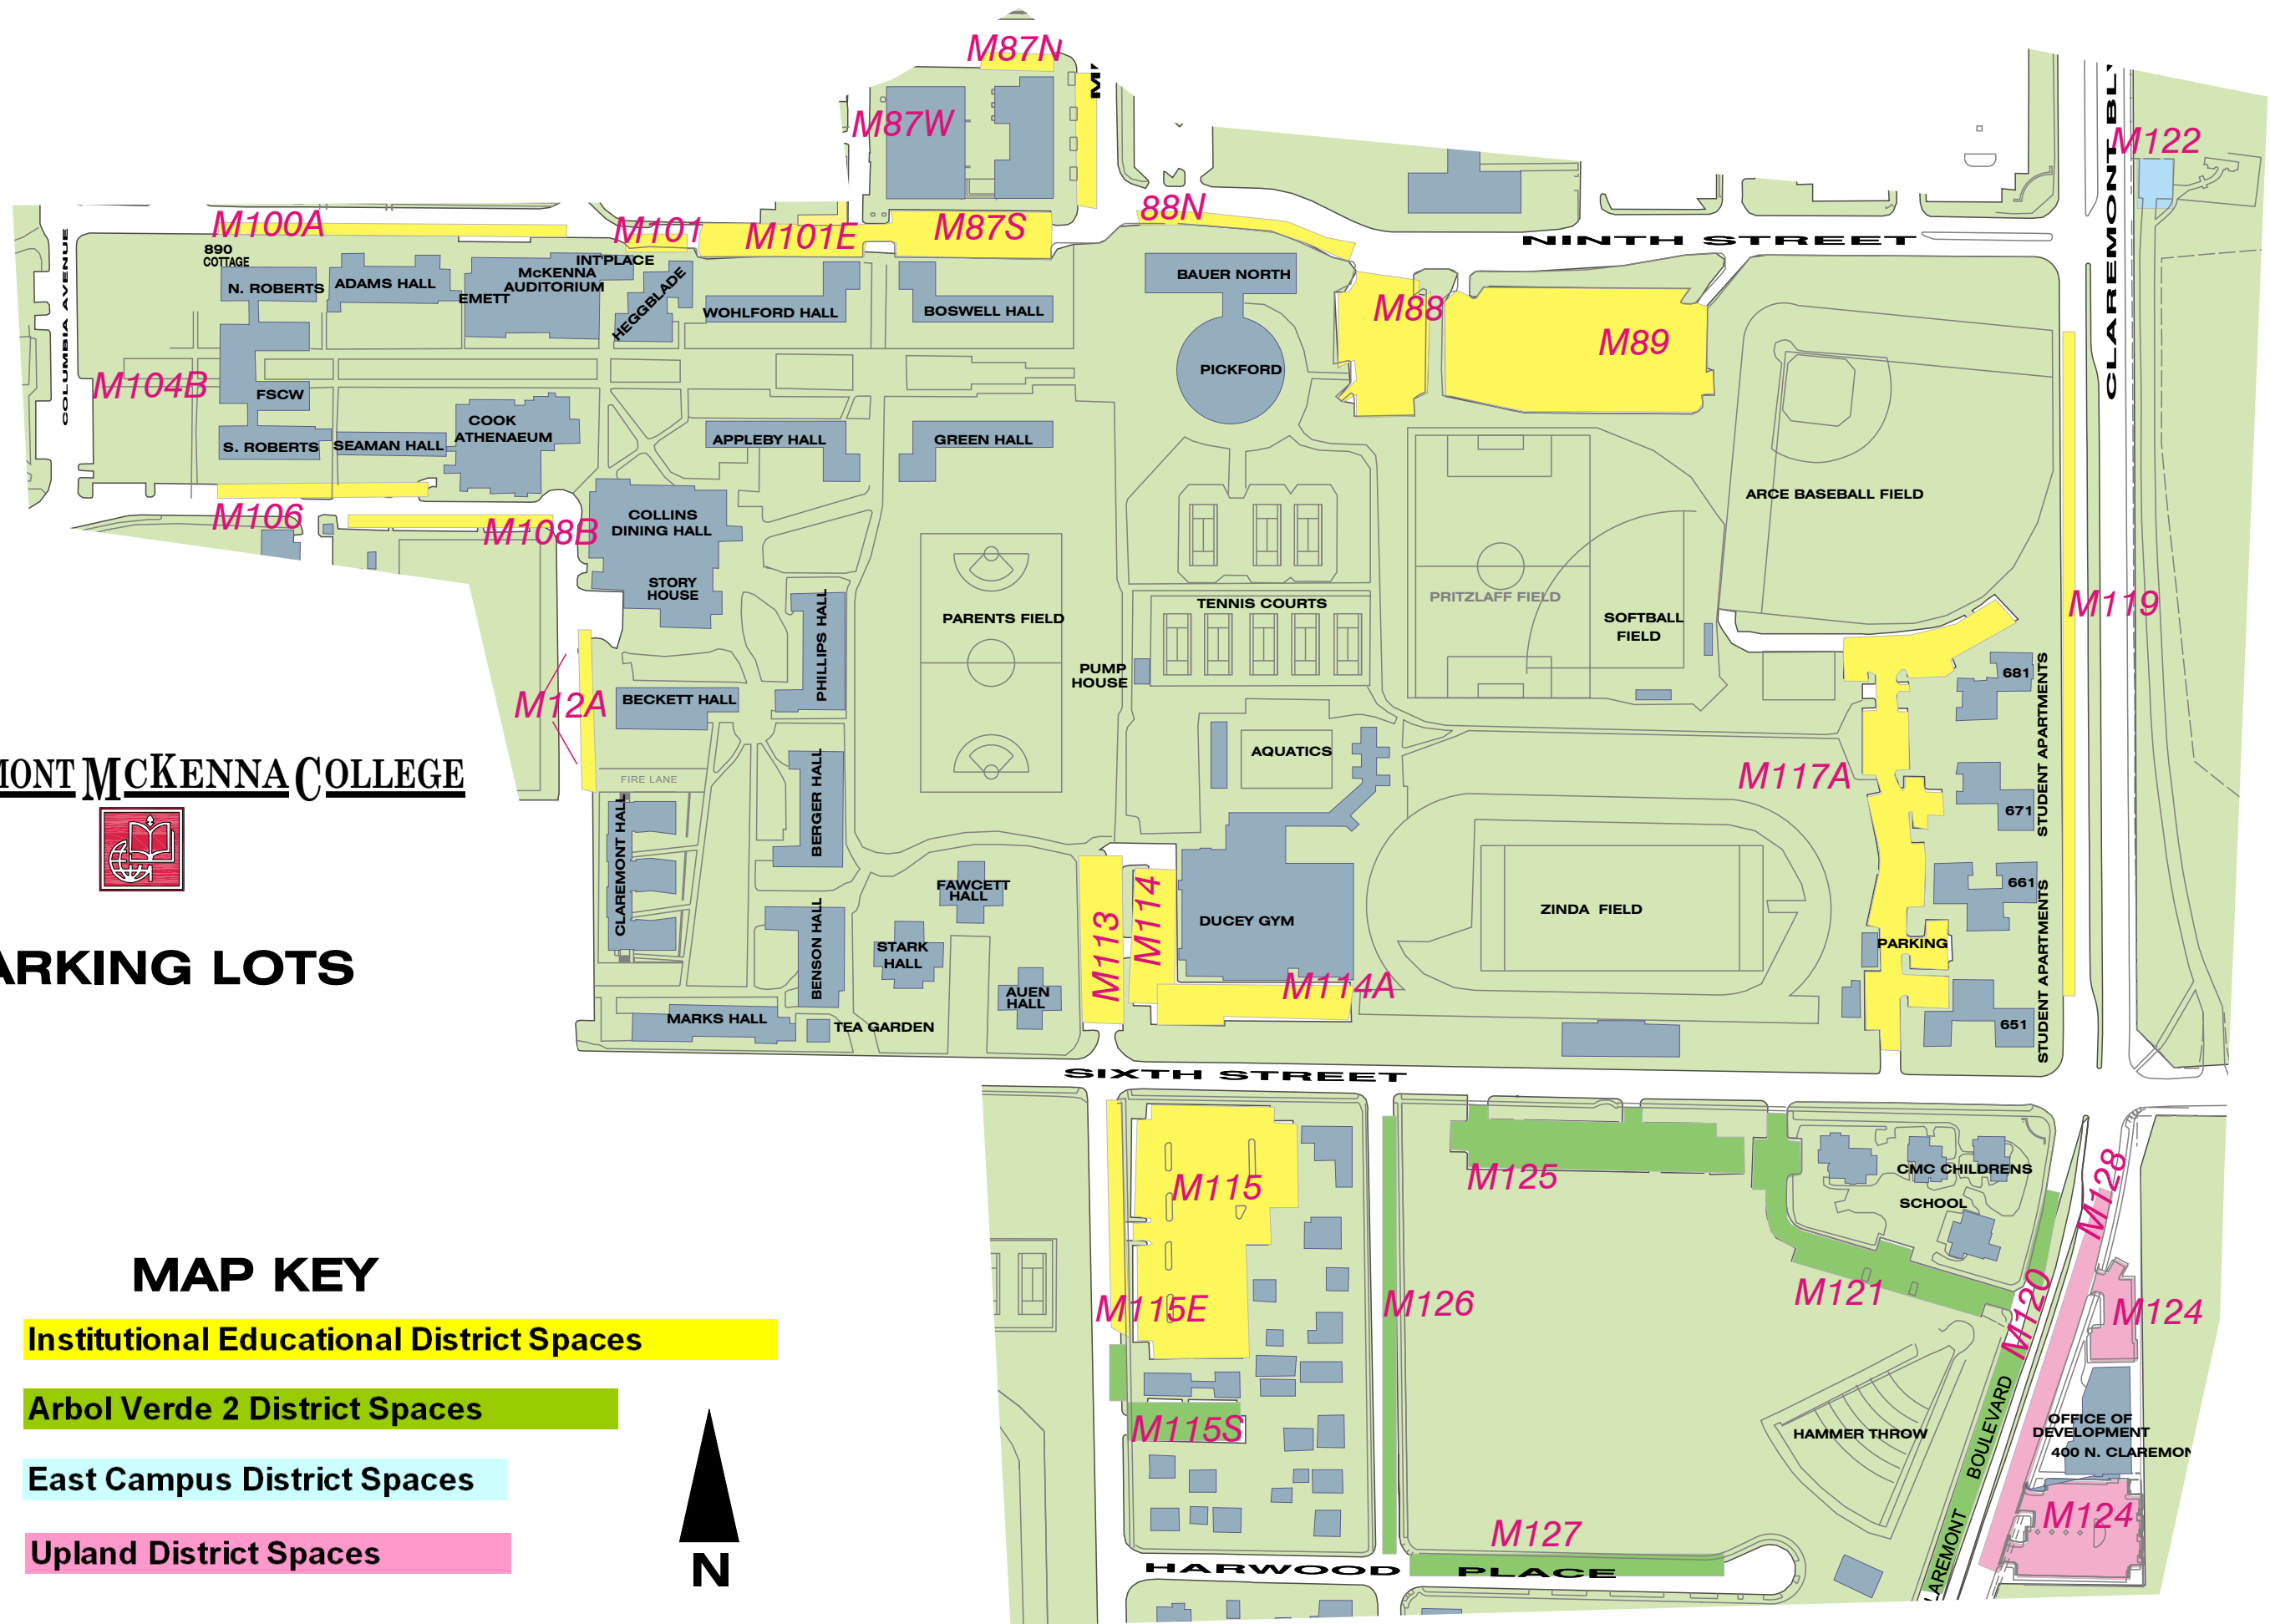 M87N
M87W
M122
CLAREMONT
M100A
M101
M101E
M87S
88N
NINTH STREET
COLUMBIA AVENUE
890
COTTAGE
N. ROBERTS
ADAMS HALL
EMETT
McKENNA
AUDITORIUM
INTPLACE
HEGGBLADE
WOHLFORD HALL
BOSWELL HALL
BAUER NORTH
M88
M89
PICKFORD
M104B
FSCW
COOK
ATHENAEUM
S. ROBERTS
SEAMAN HALL
APPLEBY HALL
GREEN HALL
ARCE BASEBALL FIELD
M106
M108B
COLLINS
DINING HALL
STORY
HOUSE
PHILLIPS HALL
PARENTS FIELD
TENNIS COURTS
PRITZLAFF FIELD
SOFTBALL
FIELD
M119
PUMP
HOUSE
M12A
BECKETT HALL
681
STUDENT APARTMENTS
AQUATICS
M117A
671
FIRE LANE
MONT MCKENNA COLLEGE
CLAREMONT HALL
BERGER HALL
FAWCETT
HALL
661
M113
M114
DUCEY GYM
ZINDA FIELD
STARK
HALL
BENSON HALL
PARKING
STUDENT APARTMENTS
ARKING LOTS
AUEN
HALL
M114A
MARKS HALL
TEA GARDEN
651
SIXTH STREET
M115
M125
CMC CHILDRENS
SCHOOL
M128
M115E
M126
M121
M120
M124
MAP KEY
Institutional Educational District Spaces
Arbol Verde 2 District Spaces
East Campus District Spaces
Upland District Spaces
N
M115S
HAMMER THROW
BOULEVARD
OFFICE OF
DEVELOPMENT
400 N. CLAREMON
M124
M127
HARWOOD PLACE
AREMONT